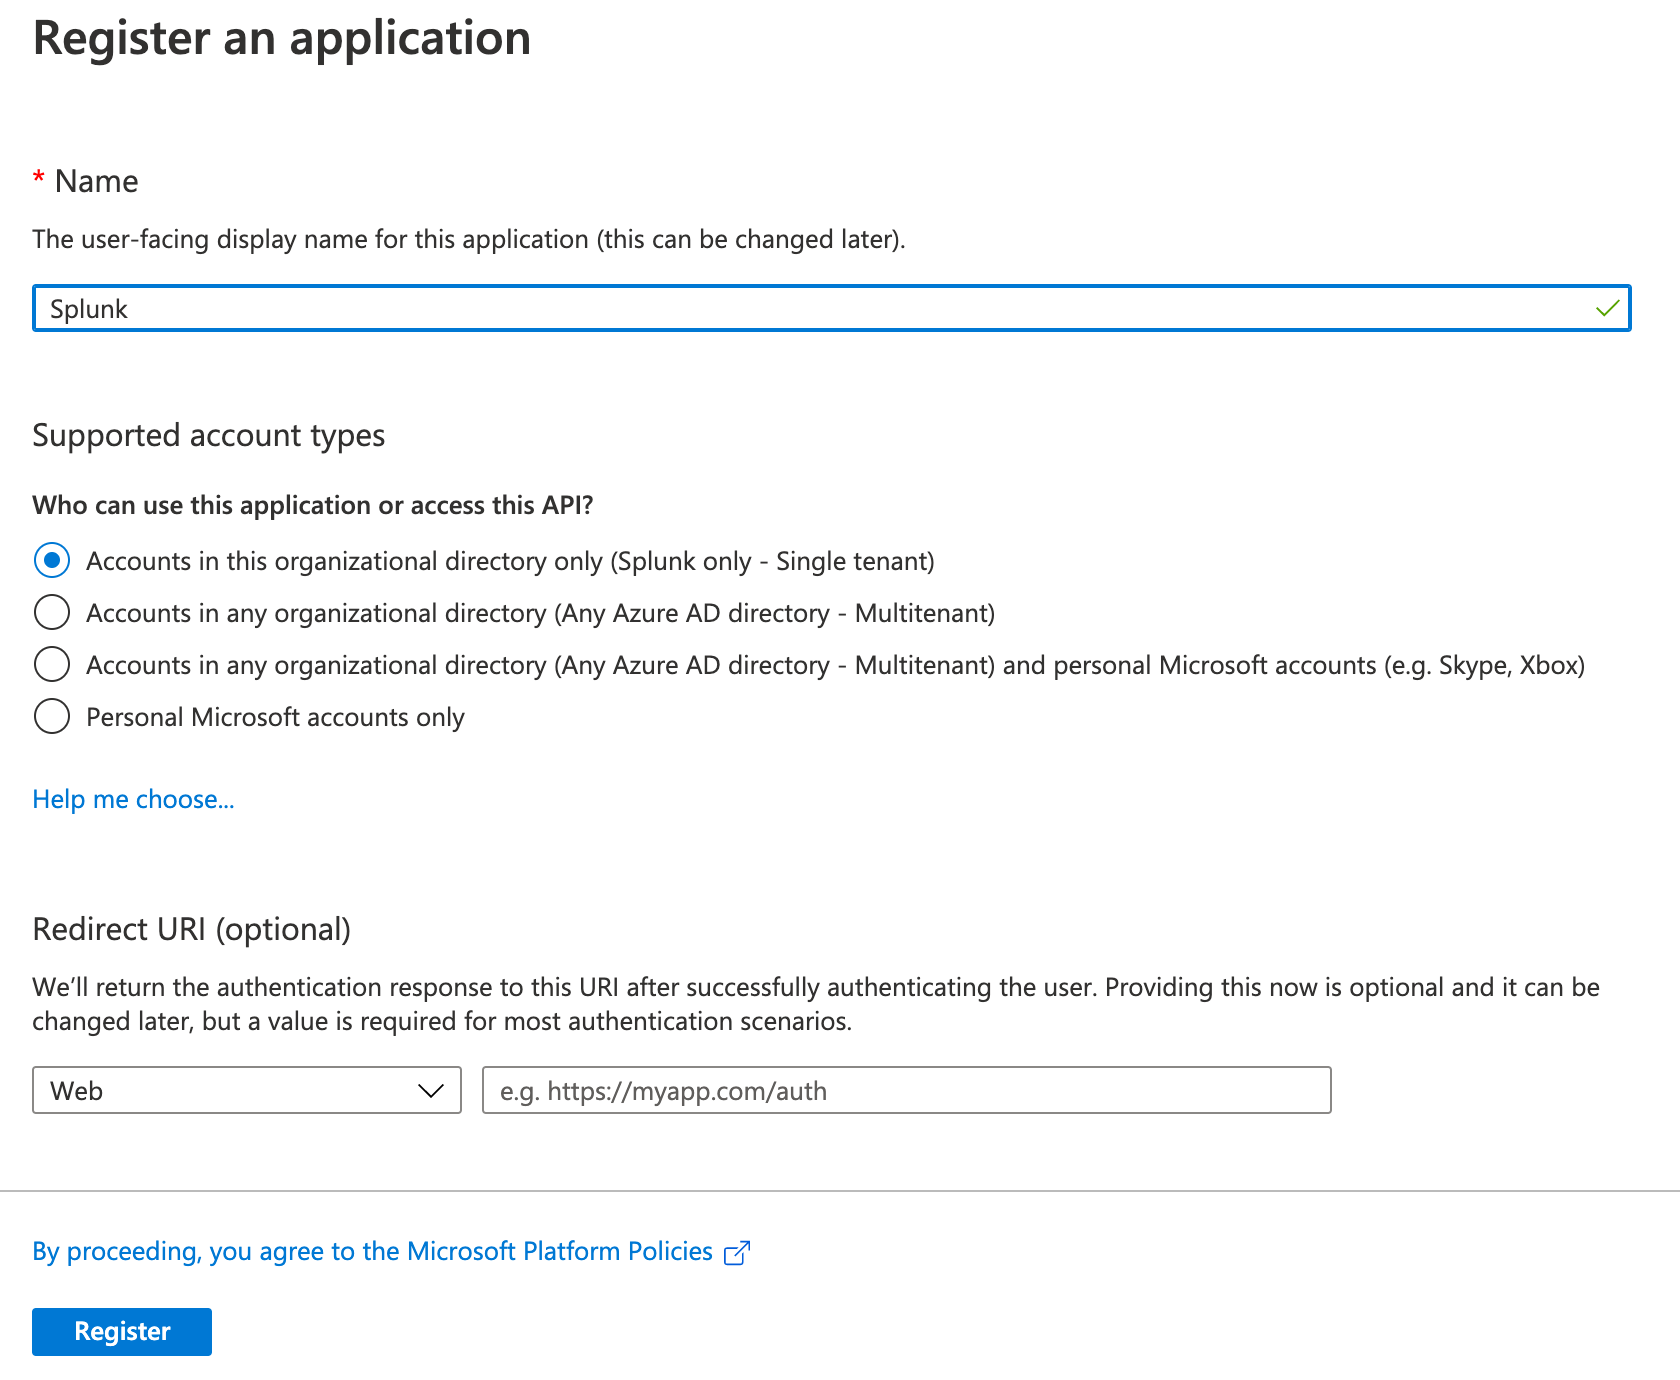 Register an application
* Name
The user-facing display name for this application (this can be changed later).
Splunk
Supported account types
Who can use this application or access this API?
Accounts in this organizational directory only (Splunk only - Single tenant)
Accounts in any organizational directory (Any Azure AD directory - Multitenant)
Accounts in any organizational directory (Any Azure AD directory - Multitenant) and personal Microsoft accounts (e.g. Skype, Xbox)
Personal Microsoft accounts only
Help me choose...
Redirect URI (optional)
We’ll return the authentication response to this URI after successfully authenticating the user. Providing this now is optional and it can be
changed later, but a value is required for most authentication scenarios.
Web
e.g. https://myapp.com/auth
By proceeding, you agree to the Microsoft Platform Policies
Register